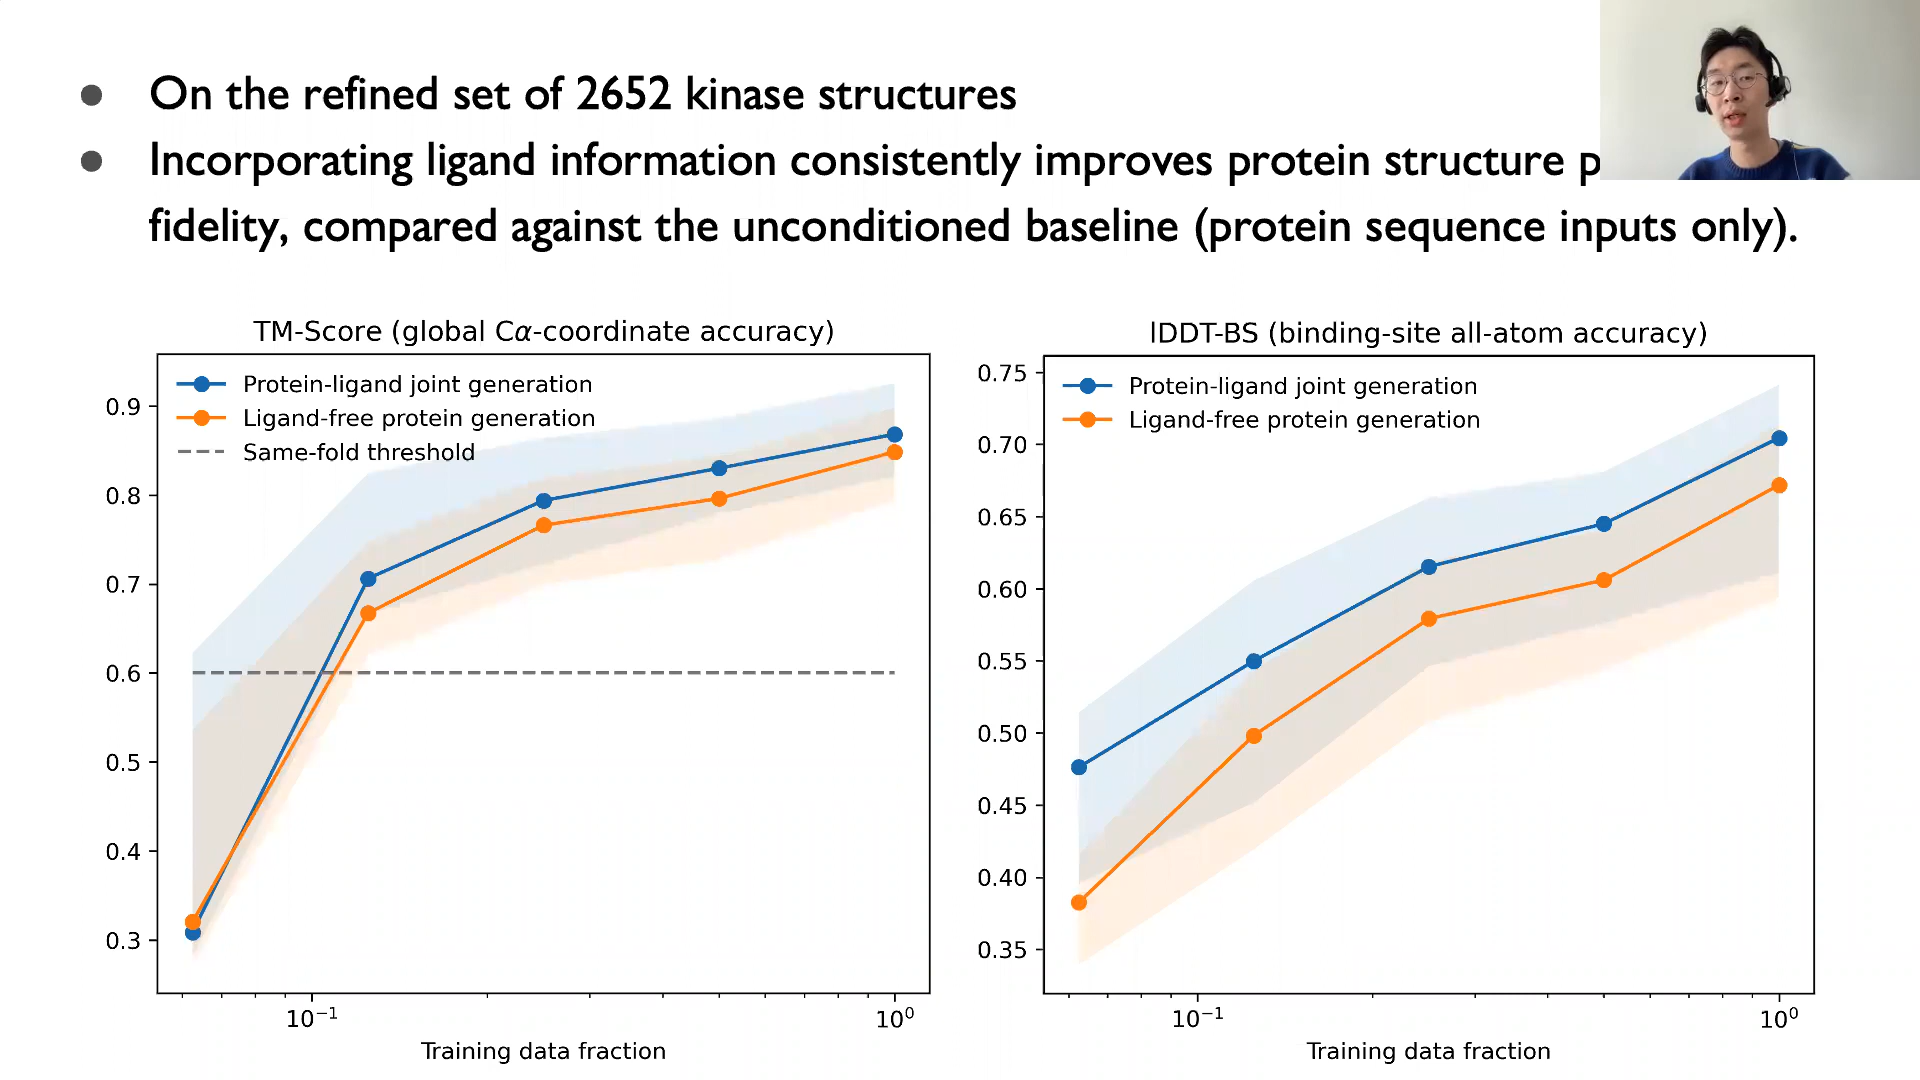 On the refined set of 2652 kinase structures
Incorporating ligand information consistently improves protein structure
fidelity, compared against the unconditioned baseline (protein sequence inputs only).
TM-Score (global Cα-coordinate accuracy)
Protein-ligand joint generation
Ligand-free protein generation
Same-fold threshold
0.9
0.8
0.7
0.6
0.5
0.4
0.3
10⁻¹
10⁰
Training data fraction
lDDT-BS (binding-site all-atom accuracy)
Protein-ligand joint generation
Ligand-free protein generation
0.75
0.70
0.65
0.60
0.55
0.50
0.45
0.40
0.35
10⁻¹
10⁰
Training data fraction